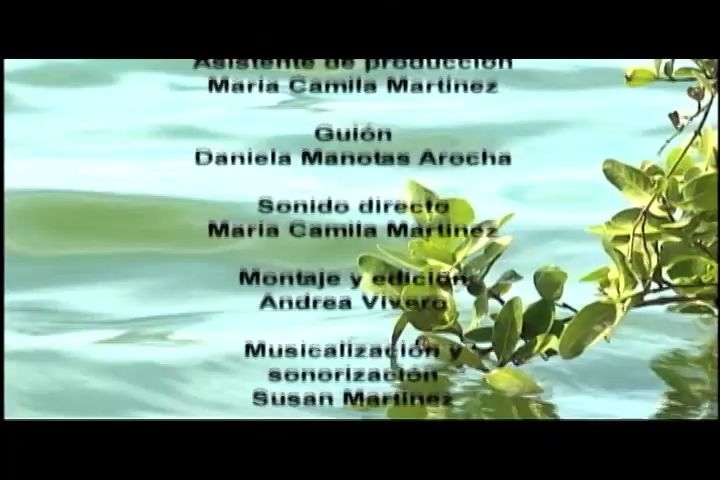 Asistente de producción
Maria Camila Martinez
Guión
Daniela Manotas Arocha
Sonido directo
Maria Camila Martinez
Montaje y edición
Andrea Vivero
Musicalización y
sonorización
Susan Martinez